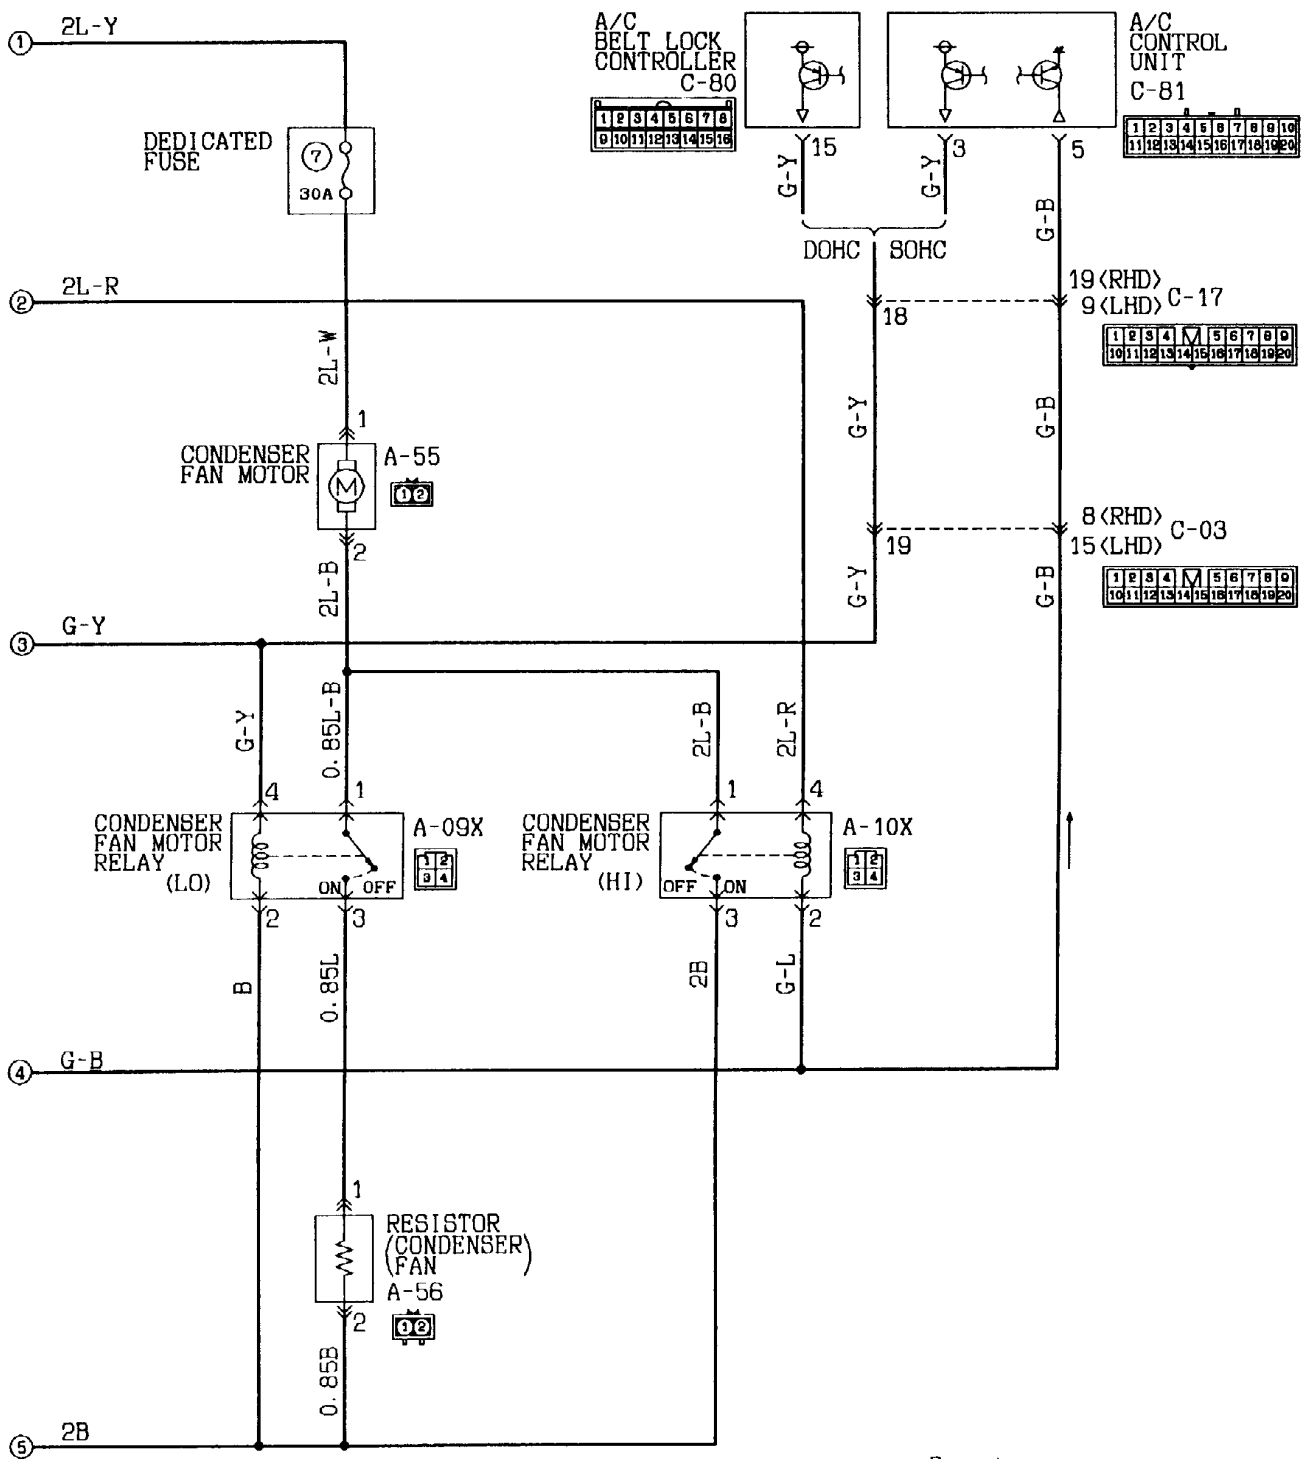 ① 2L-Y
A/C
BELT LOCK
CONTROLLER
C-80
1 2 3 4 5 6 7 8
9 10 11 12 13 14 15 16
A/C
CONTROL
UNIT
C-81
1 2 3 4 5 6 7 8 9 10
11 12 13 14 15 16 17 18 19 20
DEDICATED
FUSE
⑦
30A
15
3
5
G-Y
G-Y
G-B
DOHC
SOHC
② 2L-R
18
19<RHD>
9<LHD>
C-17
1 2 3 4 5 6 7 8 9
10 11 12 13 14 15 16 17 18 19 20
2L-W
G-Y
G-B
1
CONDENSER
FAN MOTOR
M
A-55
1 2
2
19
8<RHD>
15<LHD>
C-03
1 2 3 4 5 6 7 8 9
10 11 12 13 14 15 16 17 18 19 20
2L-B
G-Y
G-B
③ G-Y
G-Y
0.85L-B
2L-B
2L-R
4
1
1
4
CONDENSER
FAN MOTOR
RELAY
(LO)
ON
OFF
A-09X
1 2
3 4
CONDENSER
FAN MOTOR
RELAY
(HI)
OFF
ON
A-10X
1 2
3 4
2
3
3
2
B
0.85L
2B
G-L
④ G-B
1
RESISTOR
(CONDENSER)
FAN
A-56
1 2
2
0.85B
⑤ 2B